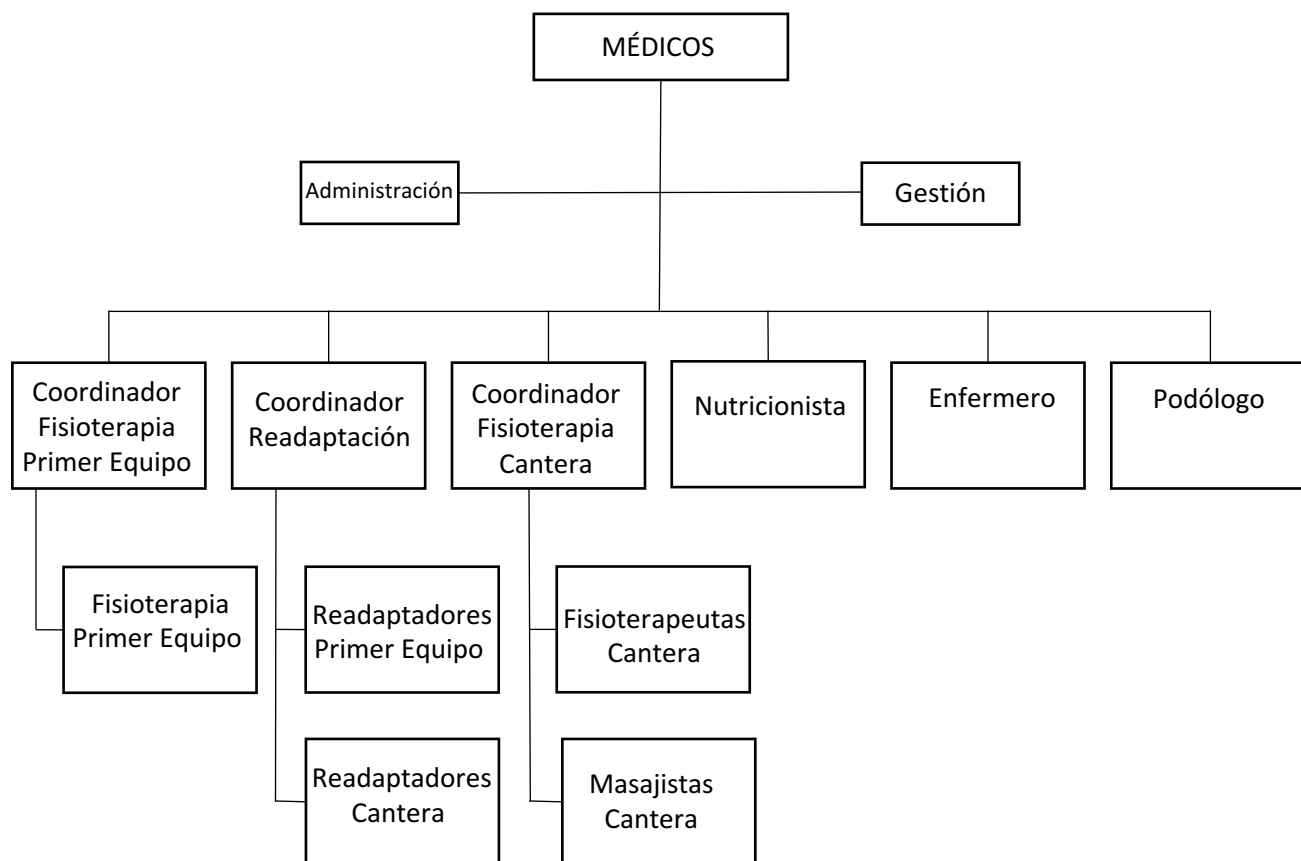 MÉDICOS
Administración
Gestión
Coordinador
Fisioterapia
Primer Equipo
Coordinador
Readaptación
Coordinador
Fisioterapia
Cantera
Nutricionista
Enfermero
Podólogo
Fisioterapia
Primer Equipo
Readaptadores
Primer Equipo
Fisioterapeutas
Cantera
Readaptadores
Cantera
Masajistas
Cantera